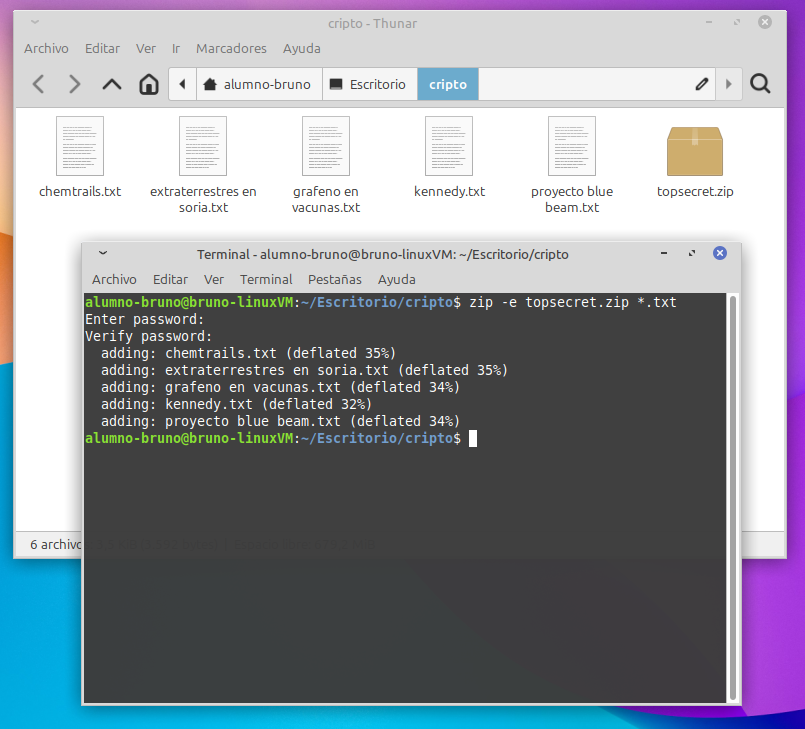 cripto - Thunar
Archivo Editar Ver Ir Marcadores Ayuda
alumno-bruno Escritorio cripto
chemtrails.txt
extraterrestres en
soria.txt
grafeno en
vacunas.txt
kennedy.txt
proyecto blue
beam.txt
topsecret.zip
Terminal - alumno-bruno@bruno-linuxVM: ~/Escritorio/cripto
Archivo Editar Ver Terminal Pestañas Ayuda
alumno-bruno@bruno-linuxVM:~/Escritorio/cripto$ zip -e topsecret.zip *.txt
Enter password:
Verify password:
  adding: chemtrails.txt (deflated 35%)
  adding: extraterrestres en soria.txt (deflated 35%)
  adding: grafeno en vacunas.txt (deflated 34%)
  adding: kennedy.txt (deflated 32%)
  adding: proyecto blue beam.txt (deflated 34%)
alumno-bruno@bruno-linuxVM:~/Escritorio/cripto$
6 archivo